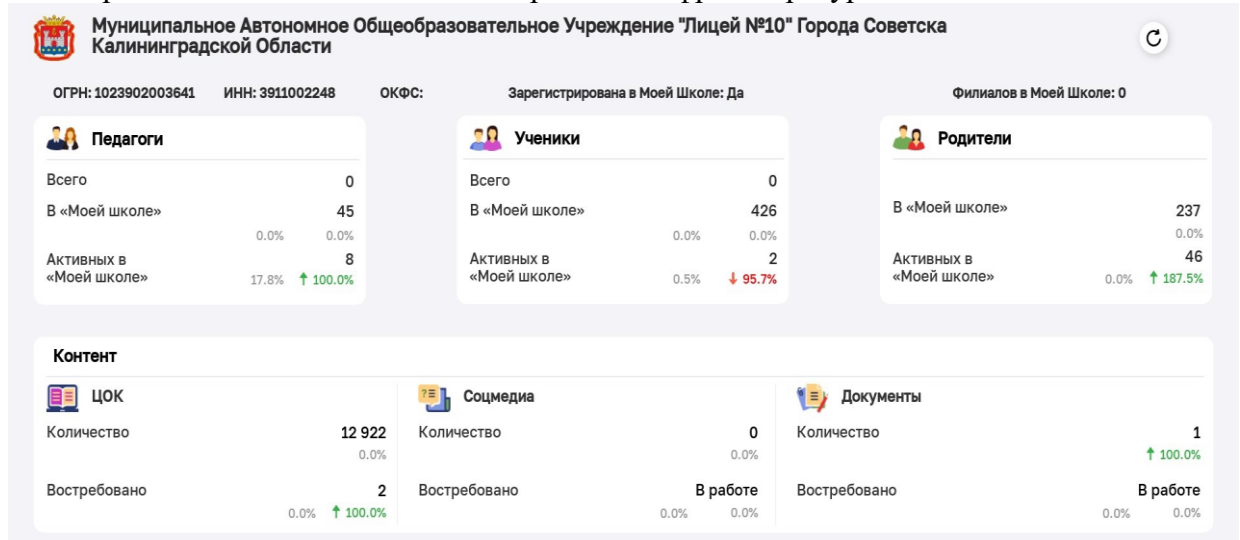 Муниципальное Автономное Общеобразовательное Учреждение "Лицей №10" Города Советска
Калининградской Области
ОГРН: 1023902003641 ИНН: 3911002248 ОКФС: Зарегистрирована в Моей Школе: Да Филиалов в Моей Школе: 0
Педагоги
Всего 0
В «Моей школе» 45
0.0% 0.0%
Активных в 8
«Моей школе» 17.8% ↑ 100.0%
Ученики
Всего 0
В «Моей школе» 426
0.0% 0.0%
Активных в 2
«Моей школе» 0.5% ↓ 95.7%
Родители
В «Моей школе» 237
0.0%
Активных в 46
«Моей школе» 0.0% ↑ 187.5%
Контент
ЦОК
Количество 12 922
0.0%
Востребовано 2
0.0% ↑ 100.0%
Соцмедиа
Количество 0
0.0%
Востребовано В работе
0.0% 0.0%
Документы
Количество 1
↑ 100.0%
Востребовано В работе
0.0% 0.0%